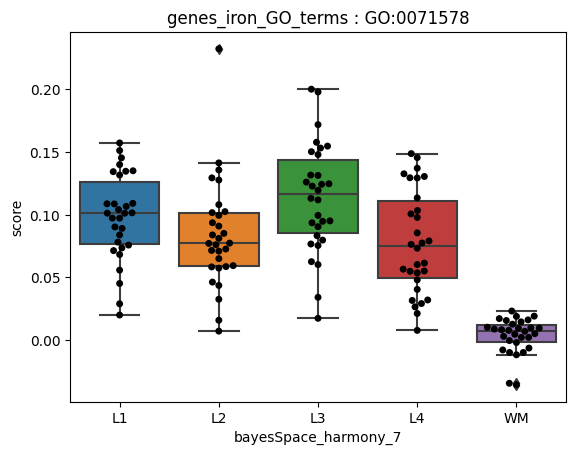 genes_iron_GO_terms : GO:0071578
score
0.20
0.15
0.10
0.05
0.00
L1 L2 L3 L4 WM
bayesSpace_harmony_7